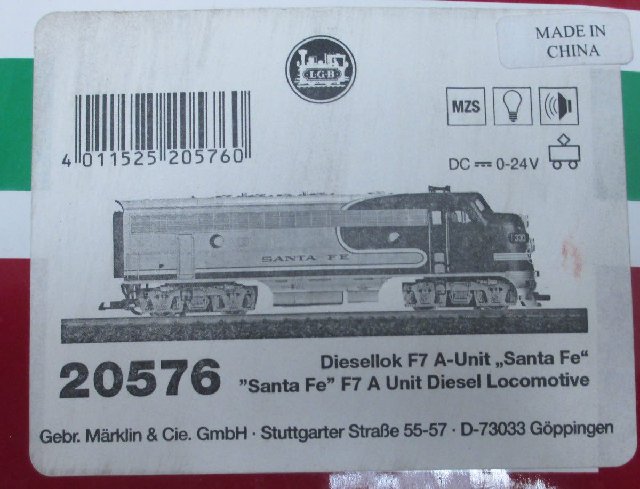 MADE IN
CHINA
LGB
MZS
4 011525 205760
DC 0-24V
SANTA FE
20576
Diesellok F7 A-Unit „Santa Fe“
”Santa Fe” F7 A Unit Diesel Locomotive
Gebr. Märklin & Cie. GmbH · Stuttgarter Straße 55-57 · D-73033 Göppingen